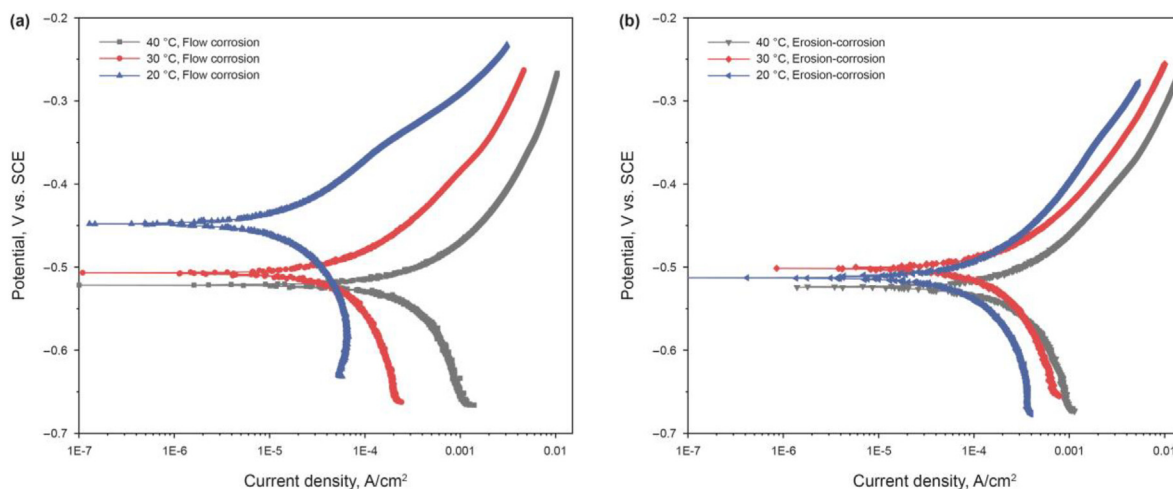 (a)
40 °C, Flow corrosion
30 °C, Flow corrosion
20 °C, Flow corrosion
−0.2
−0.3
−0.4
−0.5
−0.6
−0.7
Potential, V vs. SCE
1E-7
1E-6
1E-5
1E-4
0.001
0.01
Current density, A/cm²
(b)
40 °C, Erosion-corrosion
30 °C, Erosion-corrosion
20 °C, Erosion-corrosion
−0.2
−0.3
−0.4
−0.5
−0.6
−0.7
Potential, V vs. SCE
1E-7
1E-6
1E-5
1E-4
0.001
0.01
Current density, A/cm²